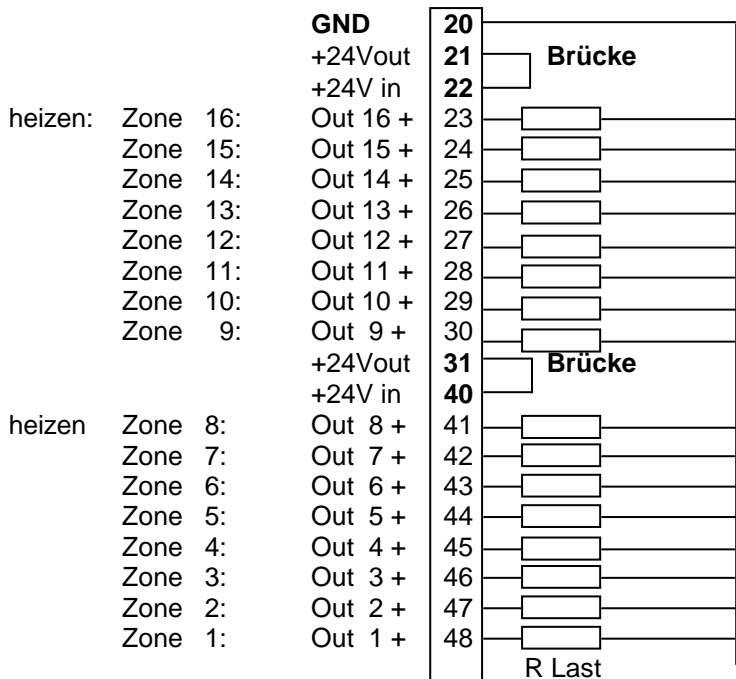 GND 20
+24Vout 21 Brücke
+24V in 22
heizen: Zone 16: Out 16 + 23
Zone 15: Out 15 + 24
Zone 14: Out 14 + 25
Zone 13: Out 13 + 26
Zone 12: Out 12 + 27
Zone 11: Out 11 + 28
Zone 10: Out 10 + 29
Zone 9: Out 9 + 30
+24Vout 31 Brücke
+24V in 40
heizen Zone 8: Out 8 + 41
Zone 7: Out 7 + 42
Zone 6: Out 6 + 43
Zone 5: Out 5 + 44
Zone 4: Out 4 + 45
Zone 3: Out 3 + 46
Zone 2: Out 2 + 47
Zone 1: Out 1 + 48
R Last